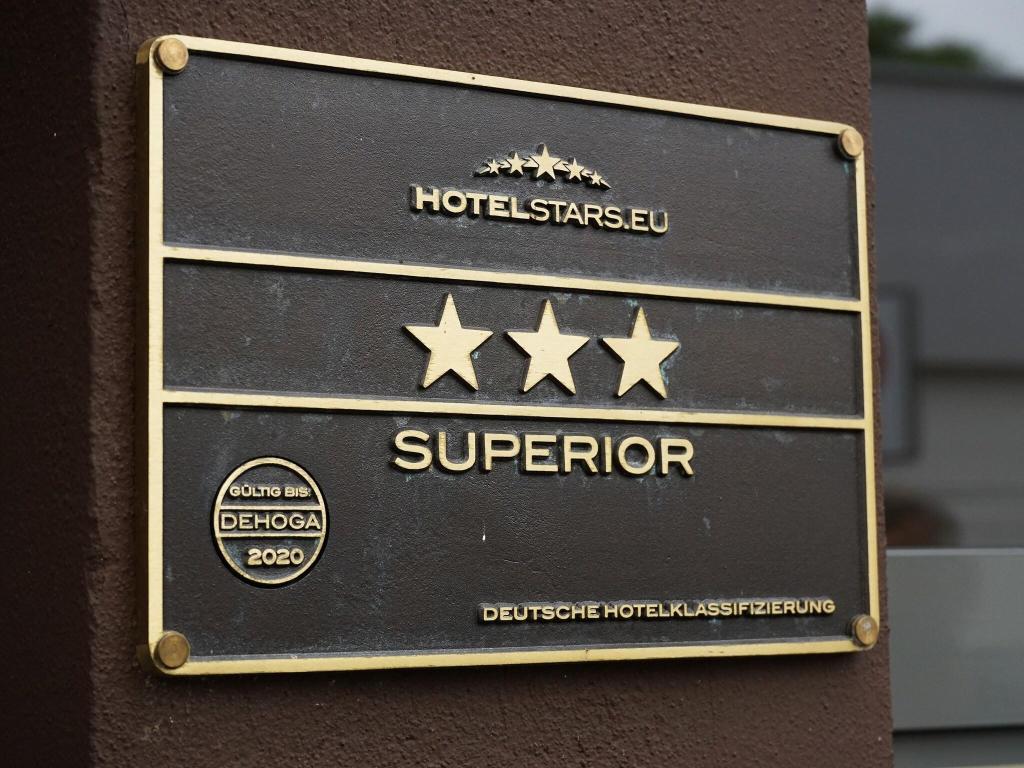 HOTELSTARS.EU
SUPERIOR
GÜLTIG BIS:
DEHOGA
2020
DEUTSCHE HOTELKLASSIFIZIERUNG